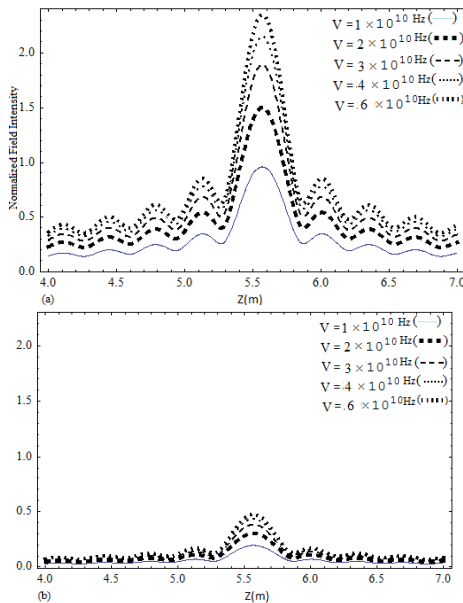 2.0
1.5
1.0
0.5
0.0
Normalized Field Intensity
V = 1 × 10^10 Hz( )
V = 2 × 10^10 Hz( )
V = 3 × 10^10 Hz( )
V = .4 × 10^10 Hz( )
V = .6 × 10^10 Hz( )
4.0 4.5 5.0 5.5 6.0 6.5 7.0
(a) Z(m)
2.0
1.5
1.0
0.5
0.0
V = 1 × 10^10 Hz( )
V = 2 × 10^10 Hz( )
V = 3 × 10^10 Hz( )
V = .4 × 10^10 Hz( )
V = .6 × 10^10 Hz( )
4.0 4.5 5.0 5.5 6.0 6.5 7.0
(b) Z(m)